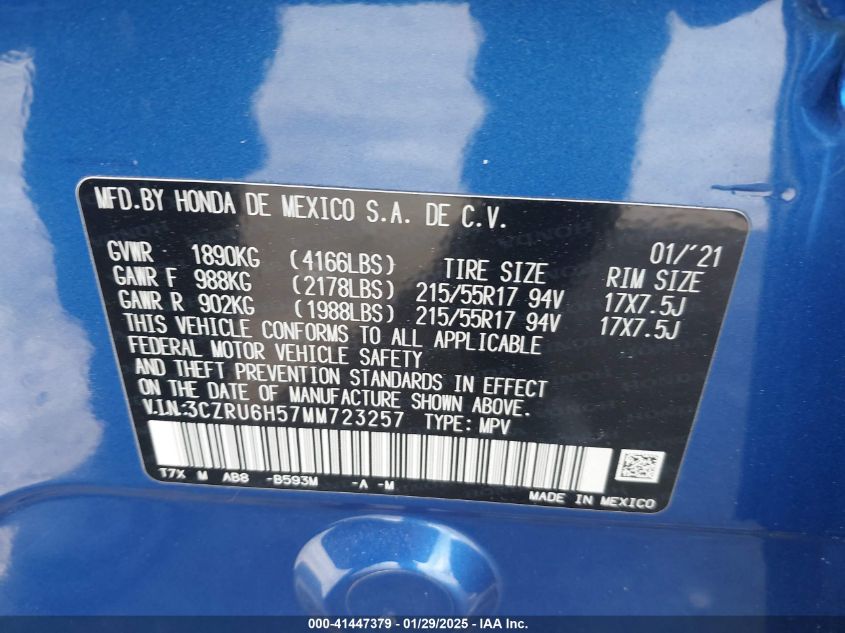 MFD.BY HONDA DE MEXICO S.A. DE C.V.
01/'21
GVWR 1890KG (4166LBS) TIRE SIZE RIM SIZE
GAWR F 988KG (2178LBS) 215/55R17 94V 17X7.5J
GAWR R 902KG (1988LBS) 215/55R17 94V 17X7.5J
THIS VEHICLE CONFORMS TO ALL APPLICABLE
FEDERAL MOTOR VEHICLE SAFETY
AND THEFT PREVENTION STANDARDS IN EFFECT
ON THE DATE OF MANUFACTURE SHOWN ABOVE.
V.I.N:3CZRU6H57MM723257 TYPE: MPV
T7X M AB8 -B593M -A -M
MADE IN MEXICO
000-41447379 - 01/29/2025 - IAA Inc.